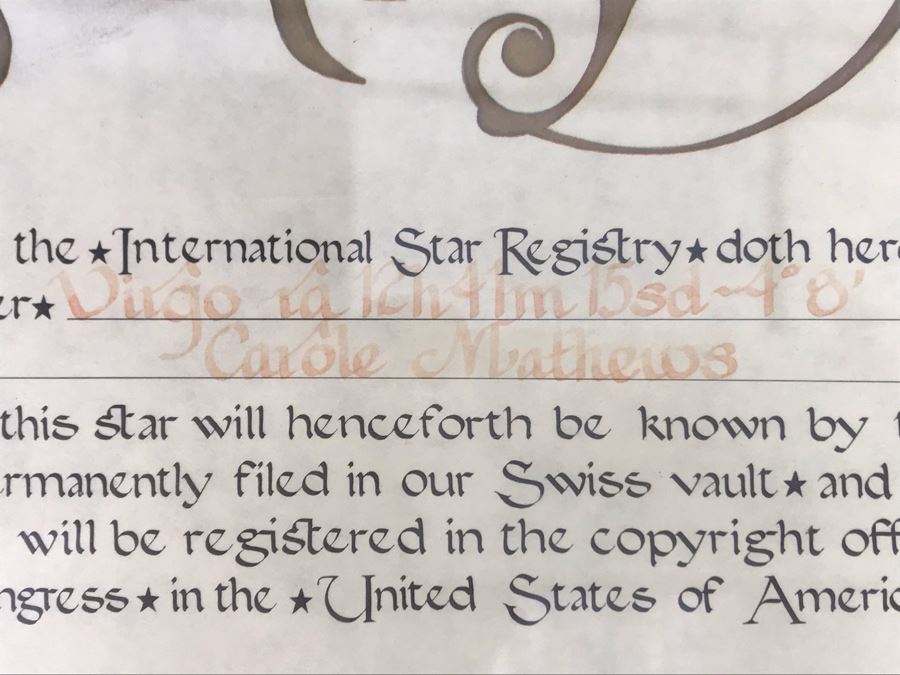 the ★ International Star Registry ★ doth here
er ★ Virgo ra 12h 41m 15sd -4° 8'
Carole Mathews
this star will henceforth be known by t
rmanently filed in our Swiss vault ★ and
will be registered in the copyright off
ngress ★ in the ★ United States of Americ